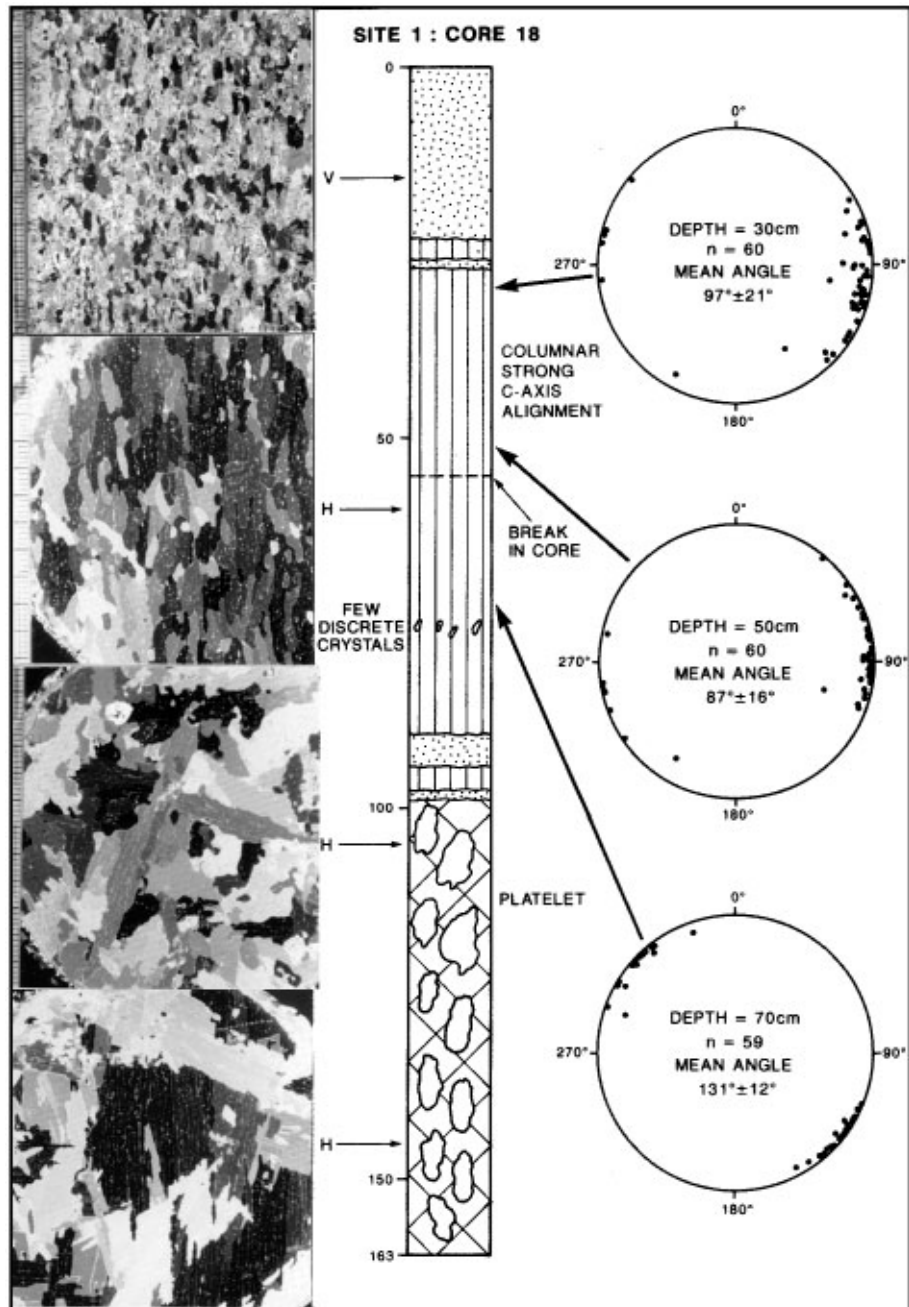 SITE 1 : CORE 18
0
V
50
H
COLUMNAR
STRONG
C-AXIS
ALIGNMENT
BREAK
IN CORE
FEW
DISCRETE
CRYSTALS
100
H
PLATELET
H
150
163
0°
270°
90°
180°
DEPTH = 30cm
n = 60
MEAN ANGLE
97°±21°
0°
270°
90°
180°
DEPTH = 50cm
n = 60
MEAN ANGLE
87°±16°
0°
270°
90°
180°
DEPTH = 70cm
n = 59
MEAN ANGLE
131°±12°